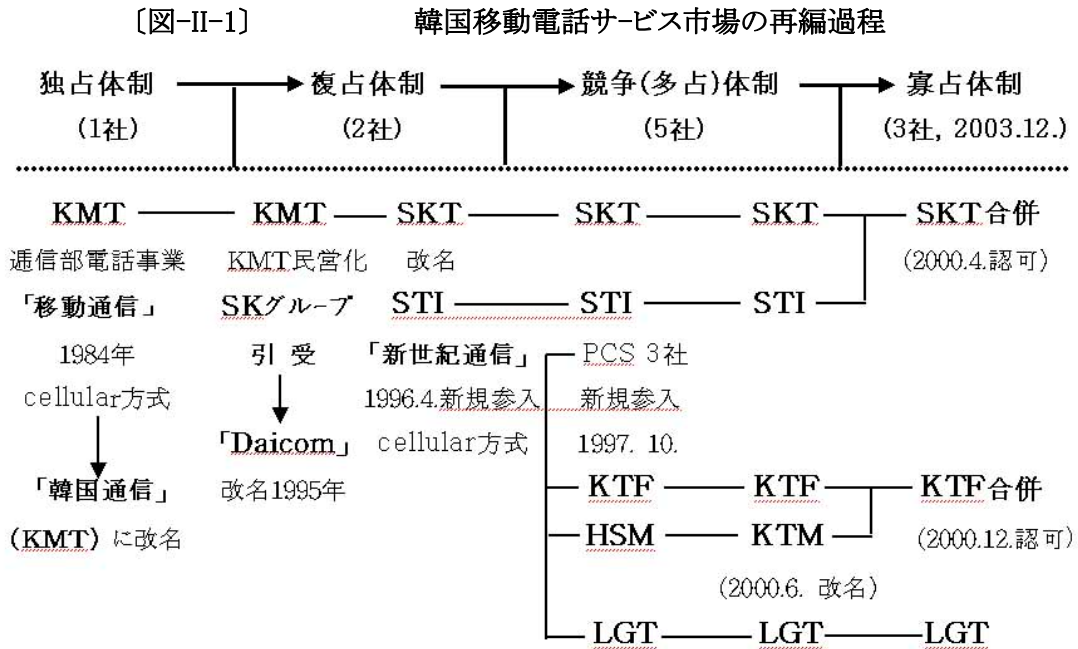 〔図-II-1〕 韓国移動電話サ-ビス市場の再編過程
独占体制 複占体制 競争(多占)体制 寡占体制
(1社) (2社) (5社) (3社, 2003.12.)
KMT KMT SKT SKT SKT SKT合併
逓信部電話事業 KMT民営化 改名 (2000.4.認可)
「移動通信」 SKグル-プ STI STI STI
1984年 引 受 「新世紀通信」 PCS 3社
cellular方式 1996.4.新規参入 新規参入
「Daicom」 cellular方式 1997. 10.
「韓国通信」 改名1995年 KTF KTF KTF合併
(KMT) に改名 HSM KTM (2000.12.認可)
(2000.6. 改名)
LGT LGT LGT